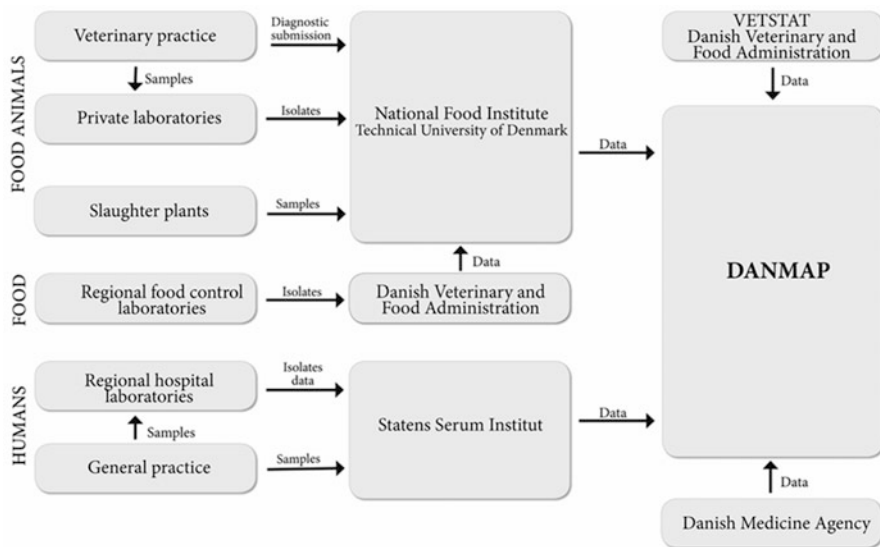 FOOD ANIMALS
Veterinary practice
Diagnostic
submission
Samples
Private laboratories
Isolates
Slaughter plants
Samples
National Food Institute
Technical University of Denmark
Data
VETSTAT
Danish Veterinary and
Food Administration
Data
DANMAP
FOOD
Regional food control
laboratories
Isolates
Danish Veterinary and
Food Administration
Data
HUMANS
Regional hospital
laboratories
Isolates
data
Samples
General practice
Samples
Statens Serum Institut
Data
Data
Danish Medicine Agency